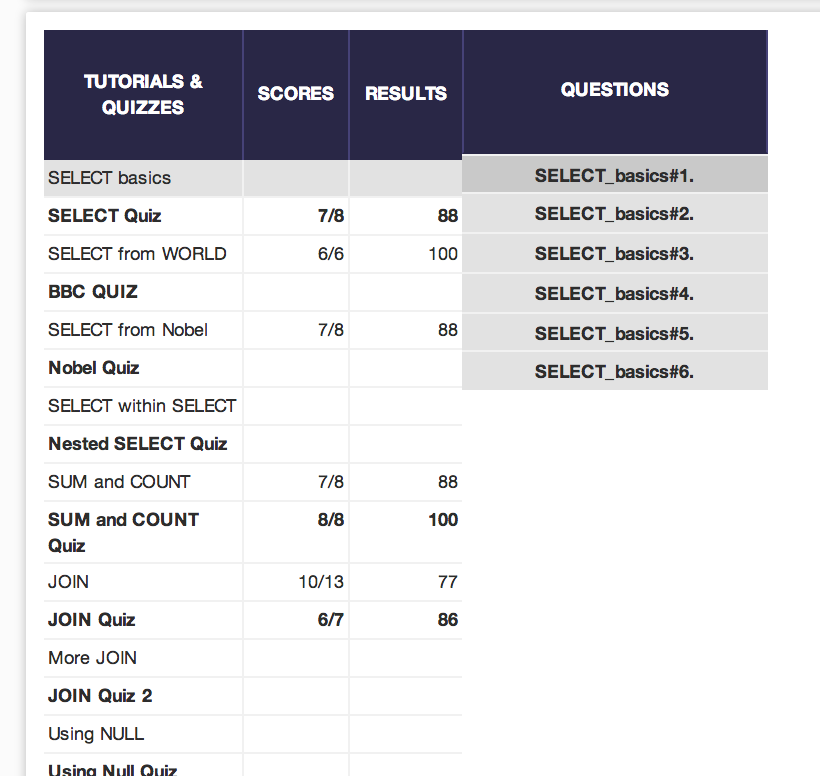 TUTORIALS &
QUIZZES
SCORES
RESULTS
QUESTIONS
SELECT basics
SELECT Quiz 7/8 88
SELECT from WORLD 6/6 100
BBC QUIZ
SELECT from Nobel 7/8 88
Nobel Quiz
SELECT within SELECT
Nested SELECT Quiz
SUM and COUNT 7/8 88
SUM and COUNT 8/8 100
Quiz
JOIN 10/13 77
JOIN Quiz 6/7 86
More JOIN
JOIN Quiz 2
Using NULL
Using Null Quiz
SELECT_basics#1.
SELECT_basics#2.
SELECT_basics#3.
SELECT_basics#4.
SELECT_basics#5.
SELECT_basics#6.